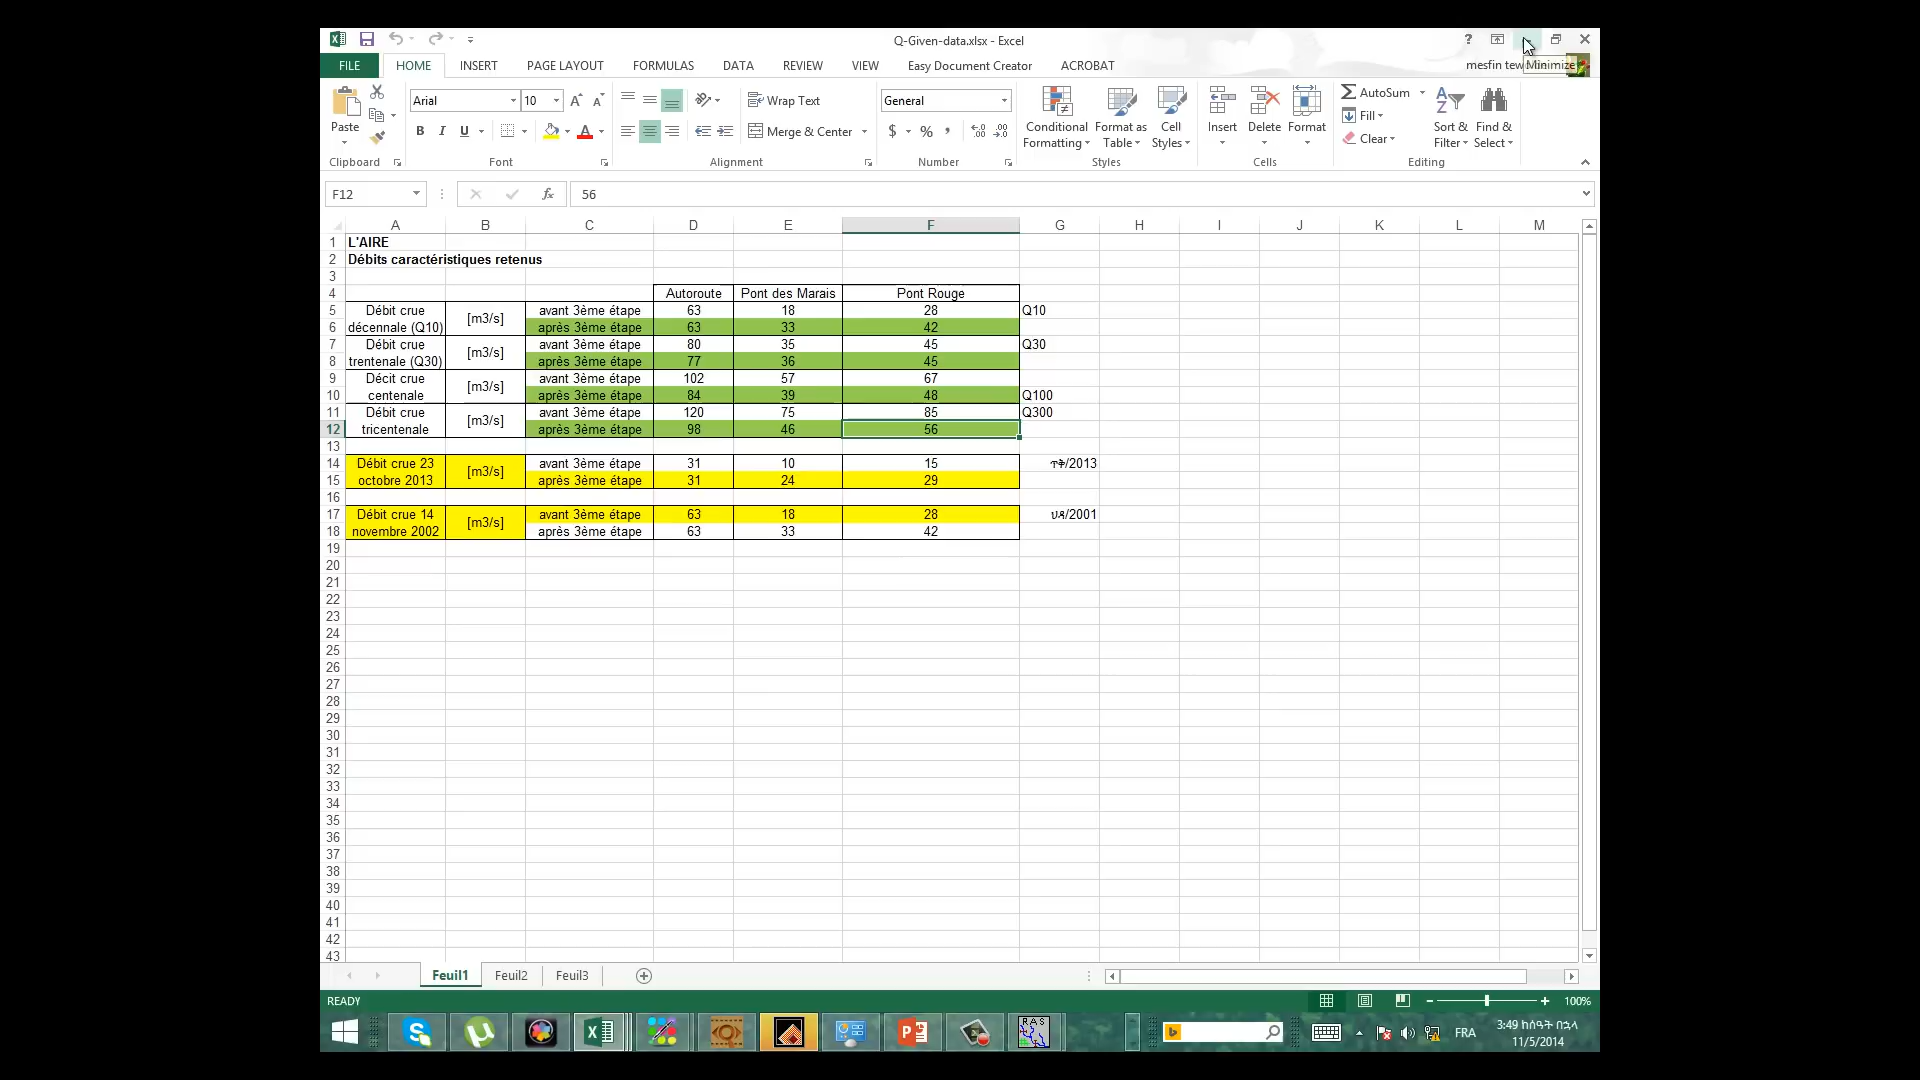 Q-Given-data.xlsx - Excel
FILE HOME INSERT PAGE LAYOUT FORMULAS DATA REVIEW VIEW Easy Document Creator ACROBAT mesfin tew Minimize
Arial 10 Wrap Text General AutoSum
Paste B I U Merge & Center $ % Conditional Formatting Format as Table Cell Styles Insert Delete Format Fill Clear Sort & Filter Find & Select
Clipboard Font Alignment Number Styles Cells Editing
F12 fx 56
A B C D E F G H I J K L M
1 L'AIRE
2 Débits caractéristiques retenus
3
4 Autoroute Pont des Marais Pont Rouge
5 Débit crue [m3/s] avant 3ème étape 63 18 28 Q10
6 décennale (Q10) après 3ème étape 63 33 42
7 Débit crue [m3/s] avant 3ème étape 80 35 45 Q30
8 trentenale (Q30) après 3ème étape 77 36 45
9 Décit crue [m3/s] avant 3ème étape 102 57 67
10 centenale après 3ème étape 84 39 48 Q100
11 Débit crue [m3/s] avant 3ème étape 120 75 85 Q300
12 tricentenale après 3ème étape 98 46 56
13
14 Débit crue 23 [m3/s] avant 3ème étape 31 10 15 ጥቅ/2013
15 octobre 2013 après 3ème étape 31 24 29
16
17 Débit crue 14 [m3/s] avant 3ème étape 63 18 28 ህዳ/2001
18 novembre 2002 après 3ème étape 63 33 42
19
20
21
22
23
24
25
26
27
28
29
30
31
32
33
34
35
36
37
38
39
40
41
42
43
Feuil1 Feuil2 Feuil3
READY 100%
RAS FRA 3:49 ከሰዓት በኋላ
11/5/2014